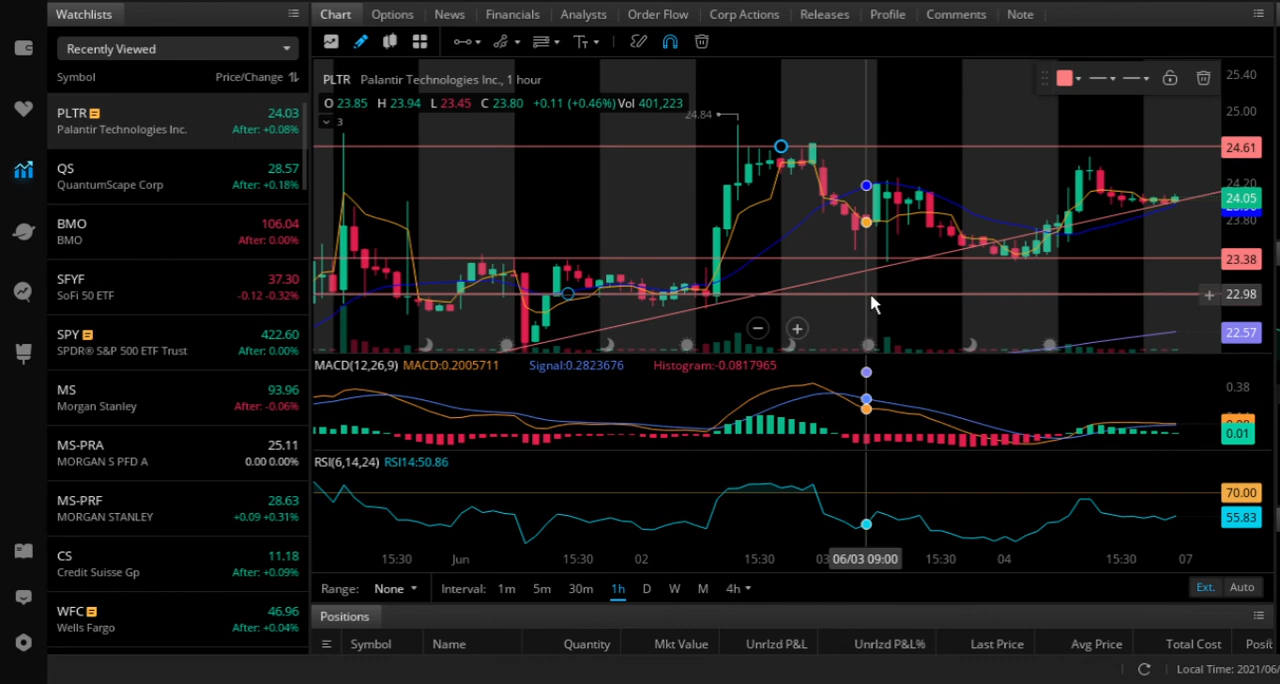 Watchlists
Recently Viewed
Symbol Price/Change
PLTR 24.03
Palantir Technologies Inc. After: +0.08%
QS 28.57
QuantumScape Corp After: +0.18%
BMO 106.04
BMO After: 0.00%
SFYF 37.30
SoFi 50 ETF -0.12 -0.32%
SPY 422.60
SPDR® S&P 500 ETF Trust After: 0.00%
MS 93.96
Morgan Stanley After: -0.06%
MS-PRA 25.11
MORGAN S PFD A 0.00 0.00%
MS-PRF 28.63
MORGAN STANLEY +0.09 +0.31%
CS 11.18
Credit Suisse Gp After: +0.09%
WFC 46.96
Wells Fargo After: +0.04%
Chart Options News Financials Analysts Order Flow Corp Actions Releases Profile Comments Note
PLTR Palantir Technologies Inc., 1 hour
O 23.85 H 23.94 L 23.45 C 23.80 +0.11 (+0.46%) Vol 401,223
3
24.84
25.40
25.00
24.61
24.20
24.05
23.80
23.38
22.98
22.57
MACD(12,26,9) MACD:0.2005711 Signal:0.2823676 Histogram:-0.0817965
0.38
0.01
RSI(6,14,24) RSI14:50.86
70.00
55.83
15:30 Jun 15:30 02 15:30 03 06/03 09:00 15:30 04 15:30 07
Range: None Interval: 1m 5m 30m 1h D W M 4h Ext. Auto
Positions
Symbol Name Quantity Mkt Value Unrlzd P&L Unrlzd P&L% Last Price Avg Price Total Cost Posit
Local Time: 2021/06/